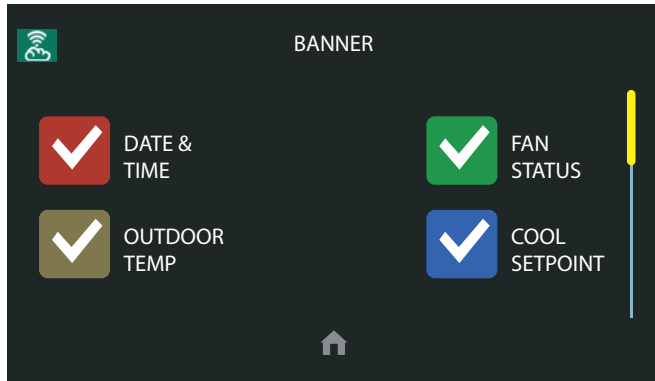 BANNER
DATE &
TIME
FAN
STATUS
OUTDOOR
TEMP
COOL
SETPOINT